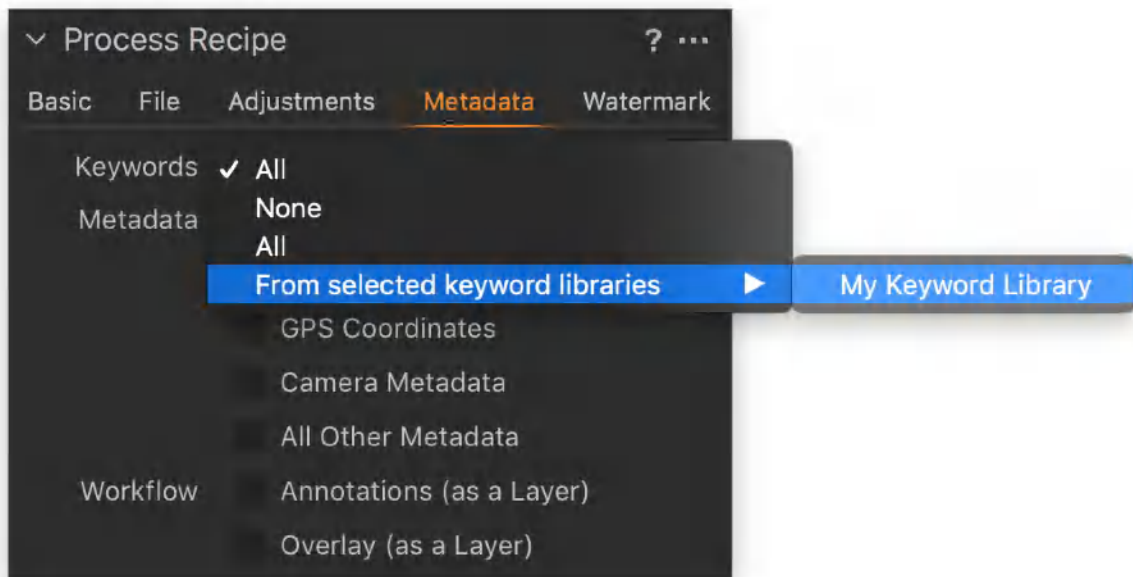 Process Recipe ? ...
Basic File Adjustments Metadata Watermark
Keywords ✓ All
None
Metadata
All
From selected keyword libraries ▶ My Keyword Library
GPS Coordinates
Camera Metadata
All Other Metadata
Workflow Annotations (as a Layer)
Overlay (as a Layer)